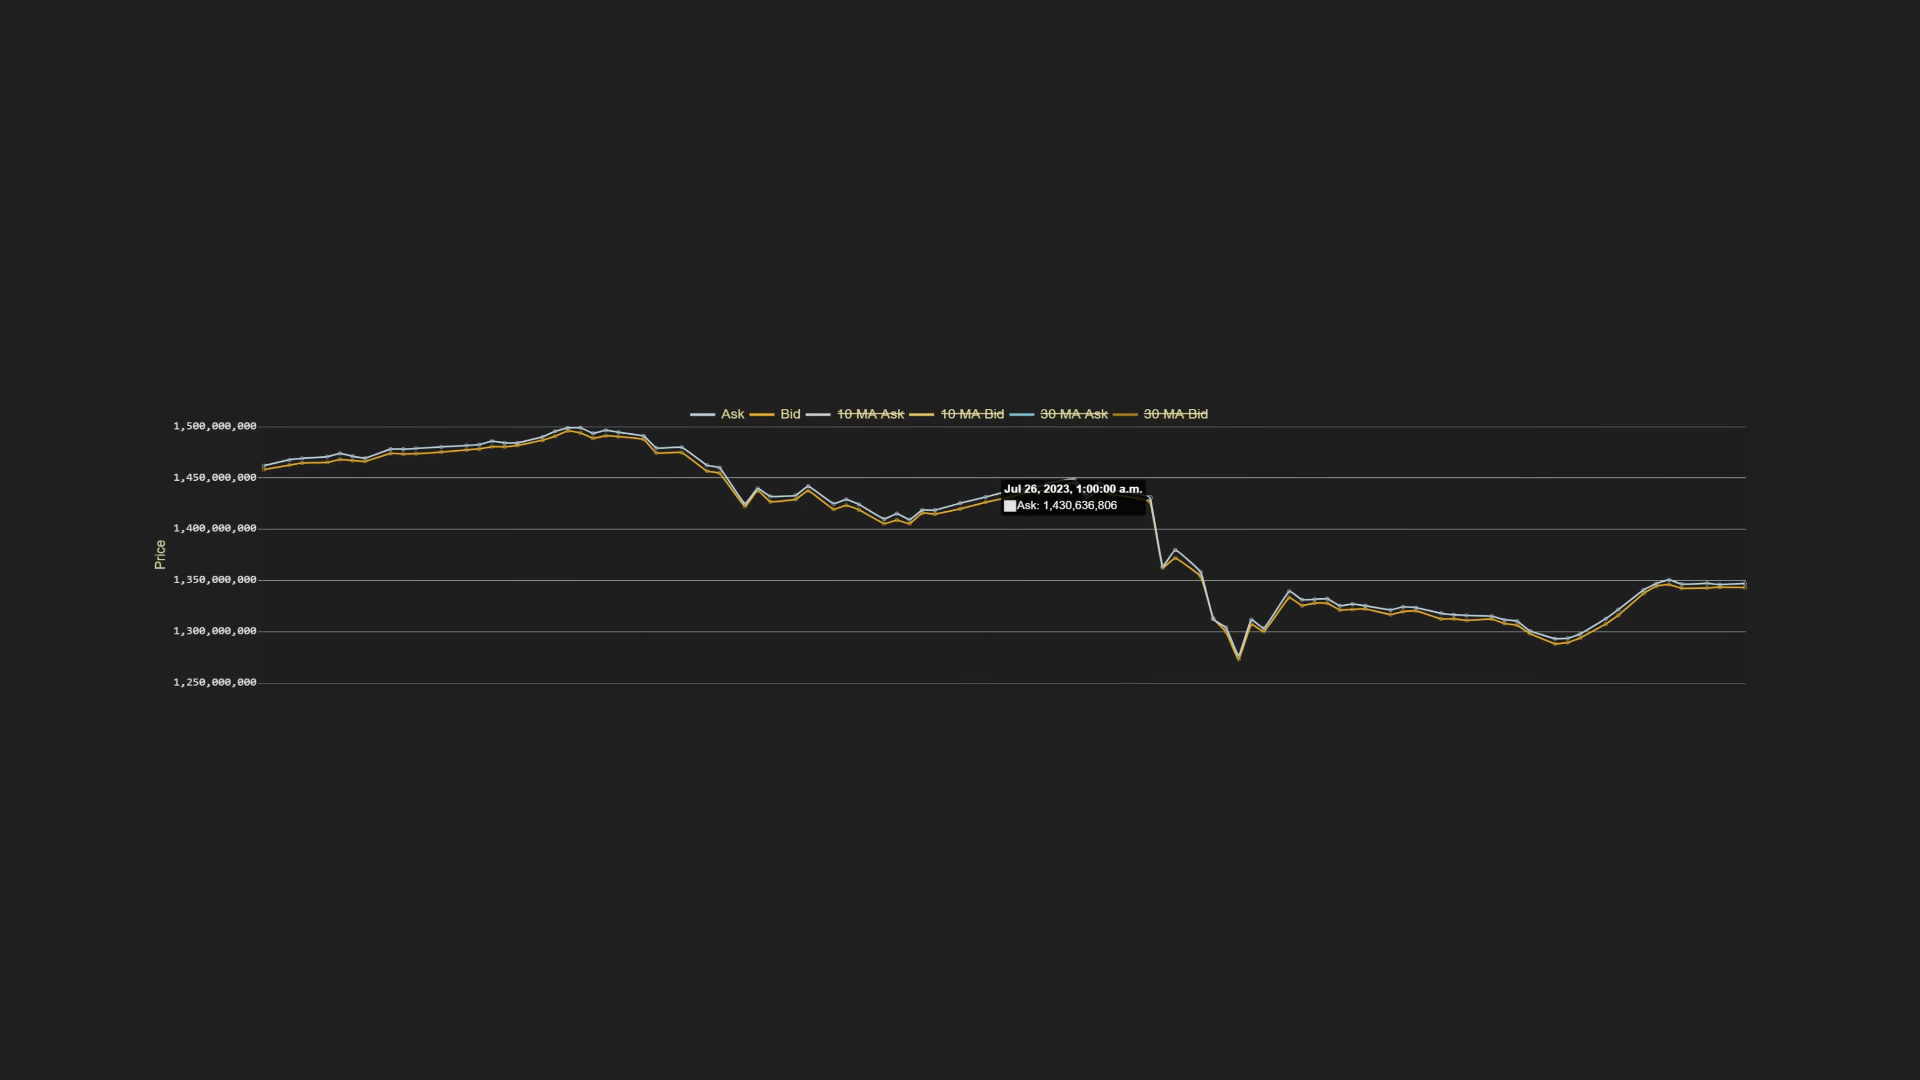 Ask Bid 10 MA Ask 10 MA Bid 30 MA Ask 30 MA Bid
1,500,000,000
1,450,000,000
Jul 26, 2023, 1:00:00 a.m.
Ask: 1,430,636,806
1,400,000,000
Price
1,350,000,000
1,300,000,000
1,250,000,000